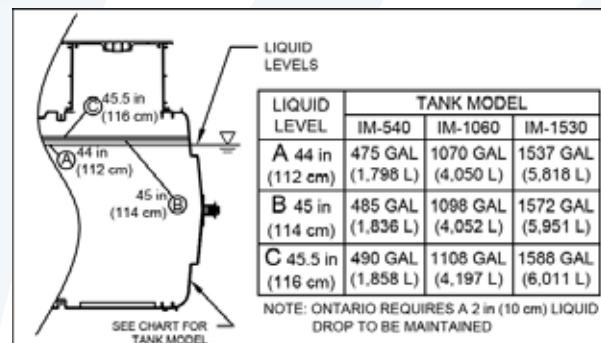 LIQUID
LEVELS
C 45.5 in
(116 cm)
A 44 in
(112 cm)
45 in
(114 cm) B
SEE CHART FOR
TANK MODEL
LIQUID LEVEL TANK MODEL
IM-540 IM-1060 IM-1530
A 44 in 475 GAL 1070 GAL 1537 GAL
(112 cm) (1,798 L) (4,050 L) (5,818 L)
B 45 in 485 GAL 1098 GAL 1572 GAL
(114 cm) (1,836 L) (4,052 L) (5,951 L)
C 45.5 in 490 GAL 1108 GAL 1588 GAL
(116 cm) (1,858 L) (4,197 L) (6,011 L)
NOTE: ONTARIO REQUIRES A 2 in (10 cm) LIQUID
DROP TO BE MAINTAINED